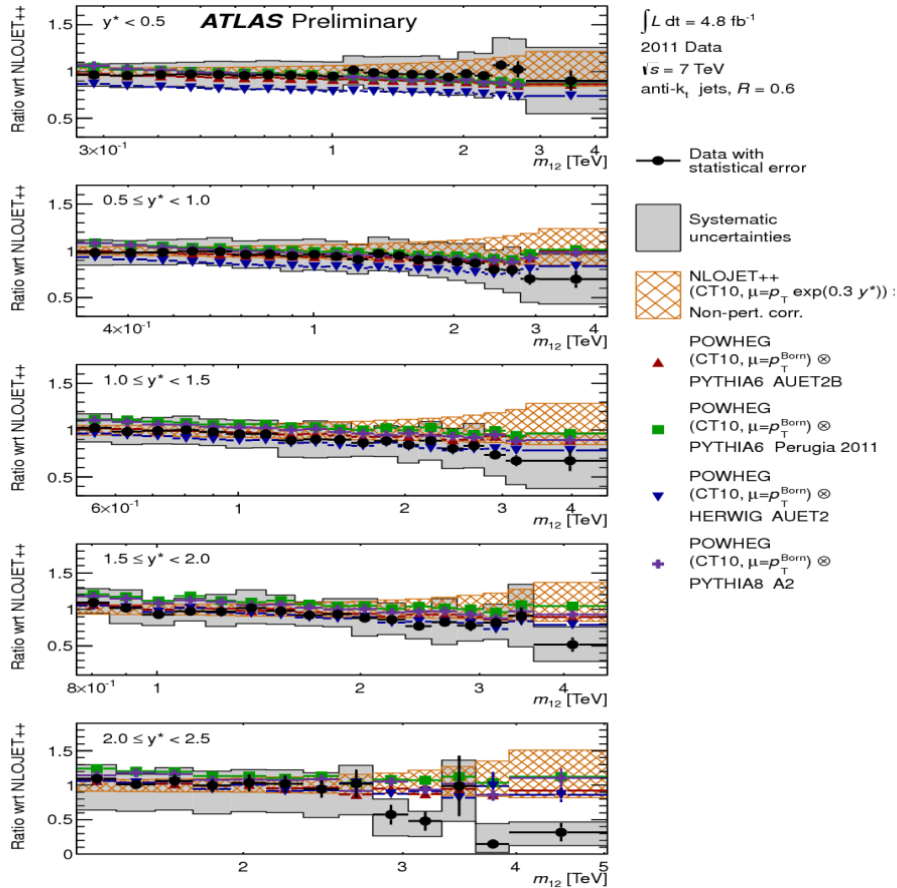 y* < 0.5
ATLAS Preliminary
Ratio wrt NLOJET++
1.5
1
0.5
3×10⁻¹
1
2
3
4
m₁₂ [TeV]
0.5 ≤ y* < 1.0
Ratio wrt NLOJET++
1.5
1
0.5
4×10⁻¹
1
2
3
4
m₁₂ [TeV]
1.0 ≤ y* < 1.5
Ratio wrt NLOJET++
1.5
1
0.5
6×10⁻¹
1
2
3
4
m₁₂ [TeV]
1.5 ≤ y* < 2.0
Ratio wrt NLOJET++
1.5
1
0.5
8×10⁻¹
1
2
3
4
m₁₂ [TeV]
2.0 ≤ y* < 2.5
Ratio wrt NLOJET++
1.5
1
0.5
0
2
3
4
5
m₁₂ [TeV]
∫L dt = 4.8 fb⁻¹
2011 Data
√s = 7 TeV
anti-kₜ jets, R = 0.6
Data with
statistical error
Systematic
uncertainties
NLOJET++
(CT10, μ=p_T exp(0.3 y*)) :
Non-pert. corr.
POWHEG
(CT10, μ=p_T^Born) ⊗
PYTHIA6 AUET2B
POWHEG
(CT10, μ=p_T^Born) ⊗
PYTHIA6 Perugia 2011
POWHEG
(CT10, μ=p_T^Born) ⊗
HERWIG AUET2
POWHEG
(CT10, μ=p_T^Born) ⊗
PYTHIA8 A2